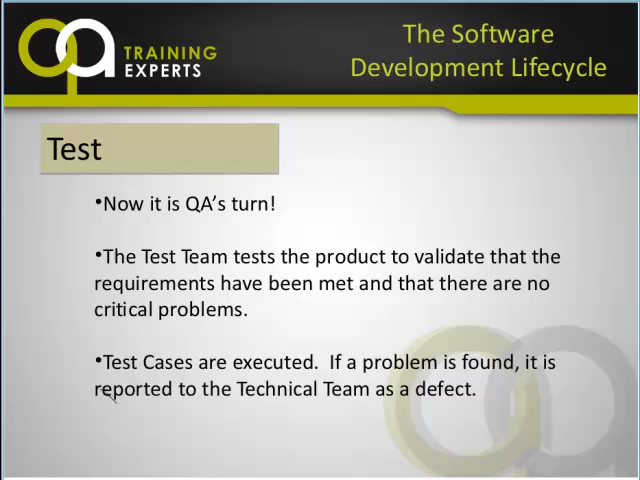 The Software
Development Lifecycle
qa TRAINING
EXPERTS
Test
•Now it is QA's turn!
•The Test Team tests the product to validate that the
requirements have been met and that there are no
critical problems.
•Test Cases are executed.  If a problem is found, it is
reported to the Technical Team as a defect.